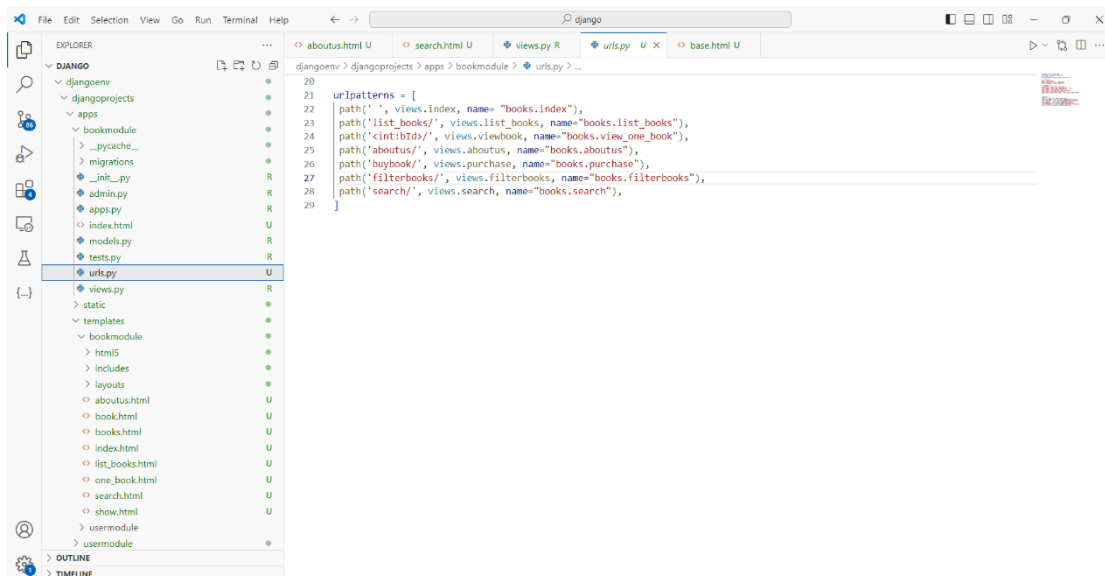 File Edit Selection View Go Run Terminal Help
django
EXPLORER
aboutus.html U
search.html U
views.py R
urls.py U
base.html U
DJANGO
djangoenv > djangoprojects > apps > bookmodule > urls.py > ...
djangoenv
djangoprojects
apps
bookmodule
__pycache__
migrations
__init__.py R
admin.py R
apps.py R
index.html U
models.py R
tests.py R
urls.py U
views.py R
static
templates
bookmodule
html5
includes
layouts
aboutus.html U
book.html U
books.html U
index.html U
list_books.html U
one_book.html U
search.html U
show.html U
usermodule
usermodule
OUTLINE
TIMELINE
86
4
1
20
21 urlpatterns = [
22 path(' ', views.index, name= "books.index"),
23 path('list_books/', views.list_books, name="books.list_books"),
24 path('<int:bId>/', views.viewbook, name="books.view_one_book"),
25 path('aboutus/', views.aboutus, name="books.aboutus"),
26 path('buybook/', views.purchase, name="books.purchase"),
27 path('filterbooks/', views.filterbooks, name="books.filterbooks"),
28 path('search/', views.search, name="books.search"),
29 ]